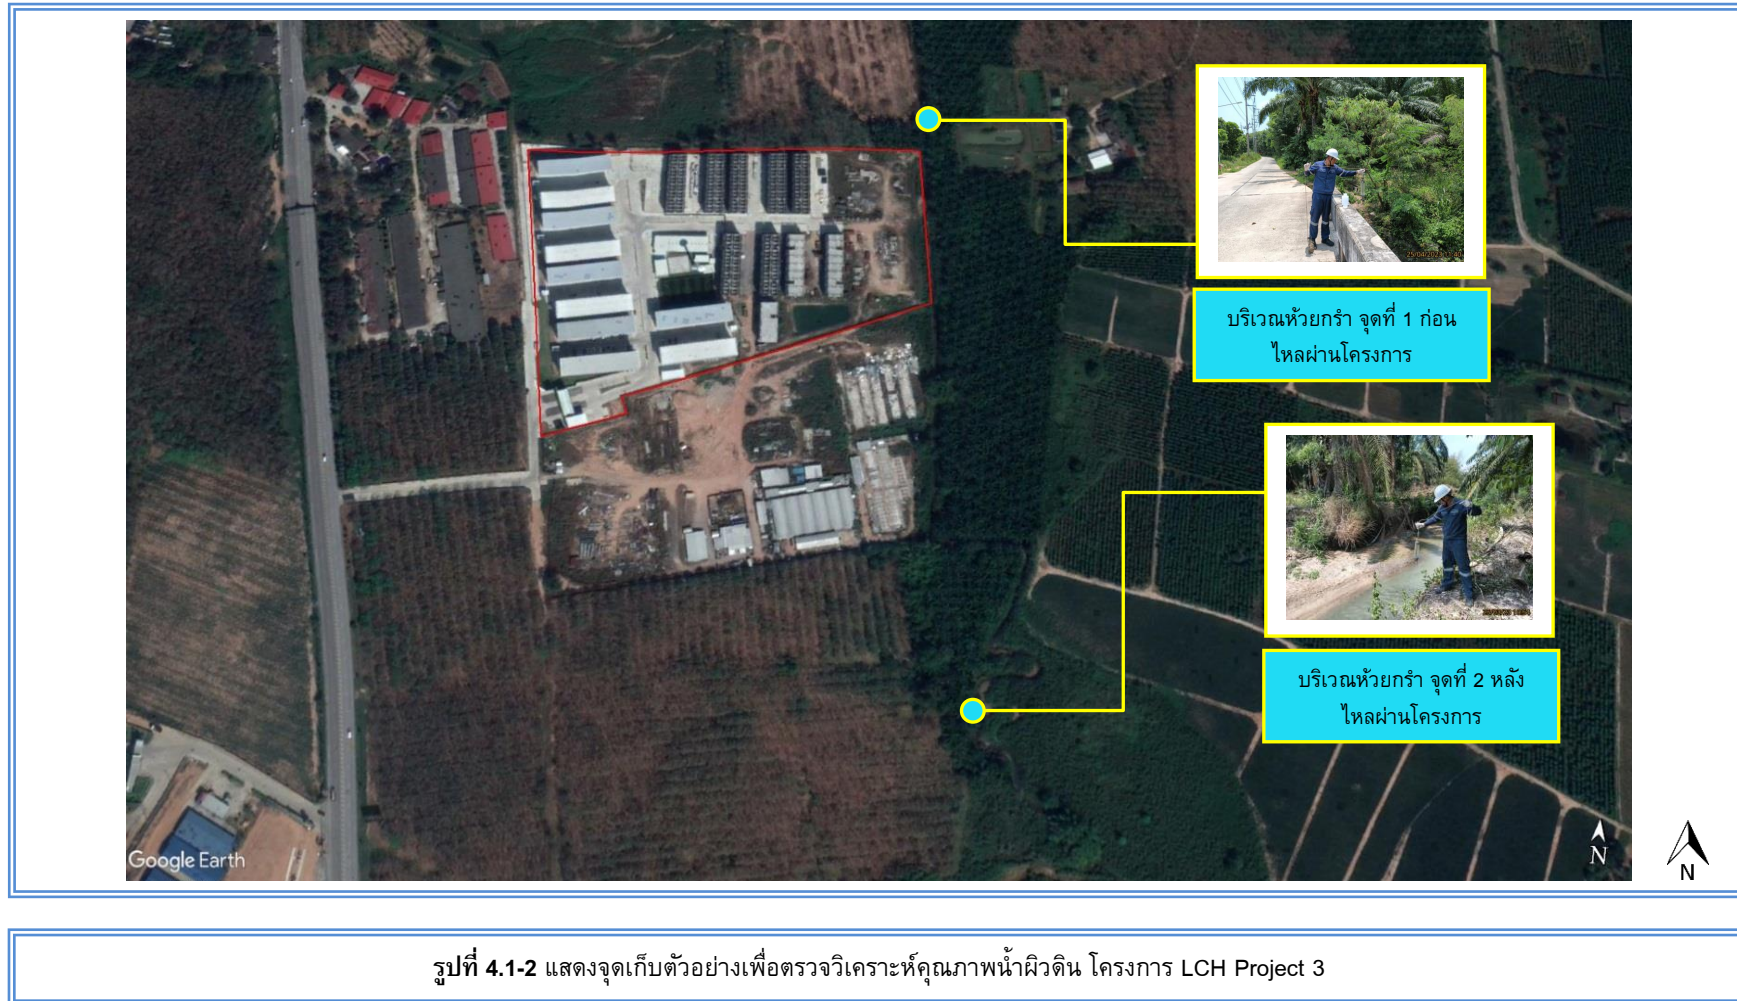 บริเวณห้วยกรำ จุดที่ 1 ก่อน
ไหลผ่านโครงการ
บริเวณห้วยกรำ จุดที่ 2 หลัง
ไหลผ่านโครงการ
Google Earth
N
N
รูปที่ 4.1-2 แสดงจุดเก็บตัวอย่างเพื่อตรวจวิเคราะห์คุณภาพน้ำผิวดิน โครงการ LCH Project 3